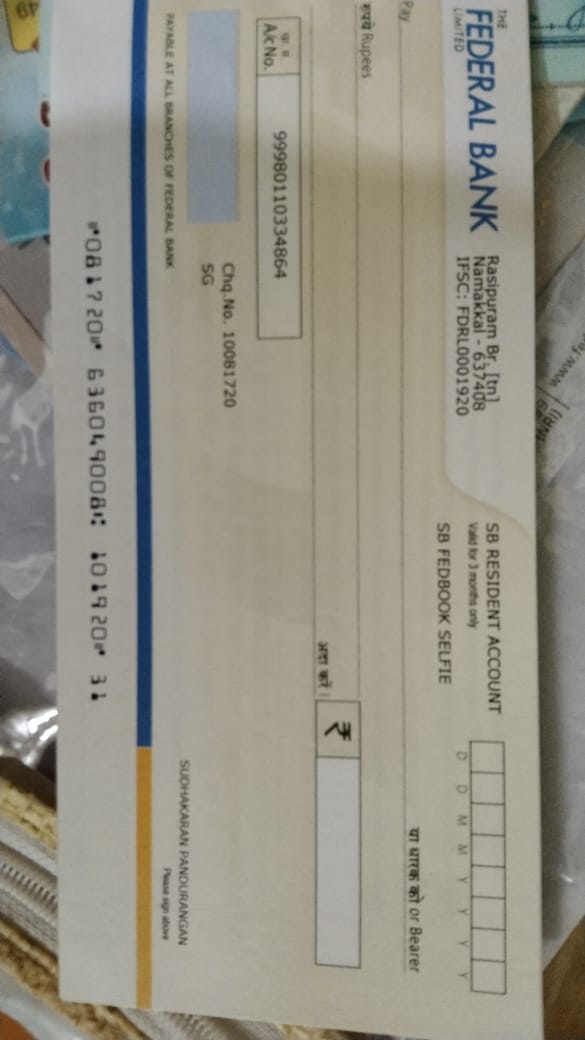 THE
FEDERAL BANK
LIMITED
Rasipuram Br, [tn]
Namakkal - 637408
IFSC: FDRL0001920
SB RESIDENT ACCOUNT
Valid for 3 months only
SB FEDBOOK SELFIE
D D M M Y Y Y Y
Pay
या धारक को or Bearer
रुपये Rupees
अदा करें
₹
खा. सं.
A/c No.
99980110334864
Chq.No. 10081720
SG
SUDHAKARAN PANDURANGAN
Please sign above
PAYABLE AT ALL BRANCHES OF FEDERAL BANK
⑈081720⑈ 636049008⑆ 101920⑈ 31
49